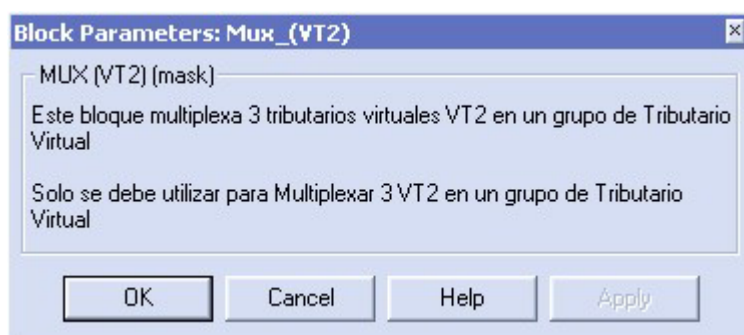 Block Parameters: Mux_(VT2)
MUX (VT2) (mask)
Este bloque multiplexa 3 tributarios virtuales VT2 en un grupo de Tributario
Virtual
Solo se debe utilizar para Multiplexar 3 VT2 en un grupo de Tributario
Virtual
OK Cancel Help Apply